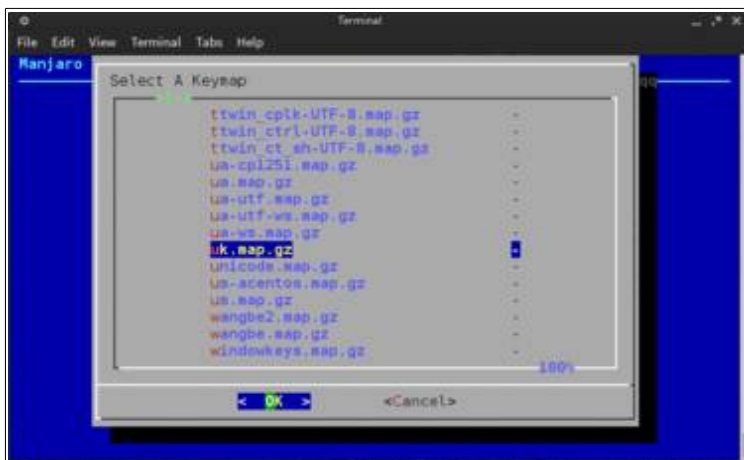 Terminal
File Edit View Terminal Tabs Help
Manjaro
Select A Keymap
ttwin_cplk-UTF-8.map.gz -
ttwin_ctrl-UTF-8.map.gz -
ttwin_ct_sh-UTF-8.map.gz -
ua-cp1251.map.gz -
ua.map.gz -
ua-utf.map.gz -
ua-utf-ws.map.gz -
ua-ws.map.gz -
uk.map.gz -
unicode.map.gz -
us-acentos.map.gz -
us.map.gz -
wangbe2.map.gz -
wangbe.map.gz -
windowkeys.map.gz -
100%
< OK > <Cancel>